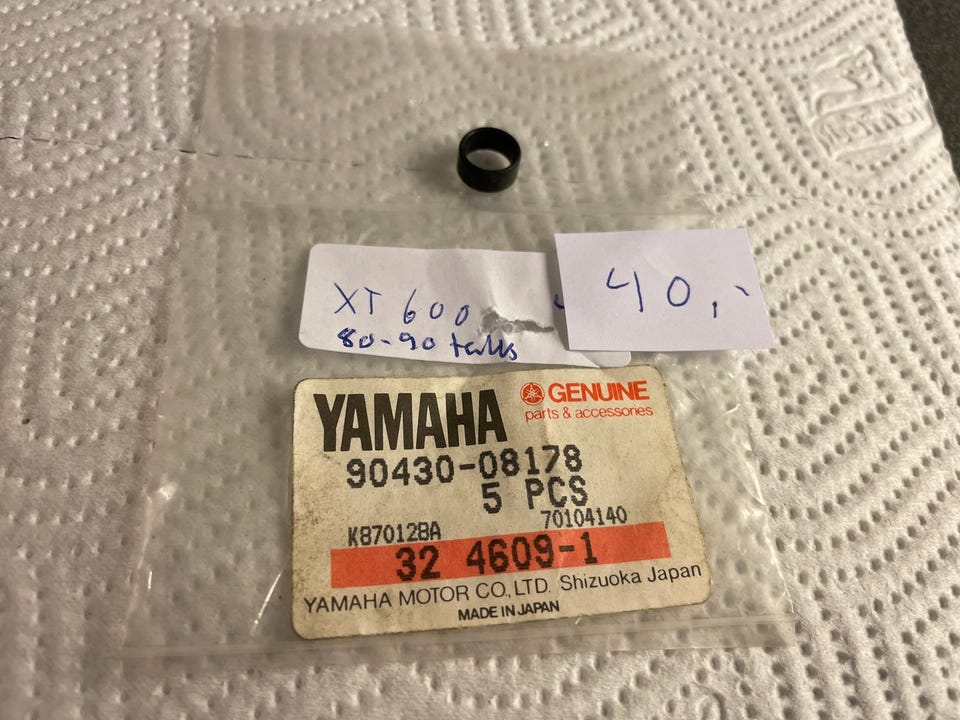 XT 600
80-90 talls
40,-
YAMAHA
GENUINE
parts & accessories
90430-08178
5 PCS
K870128A
70104140
32 4609-1
YAMAHA MOTOR CO., LTD. Shizuoka Japan
MADE IN JAPAN